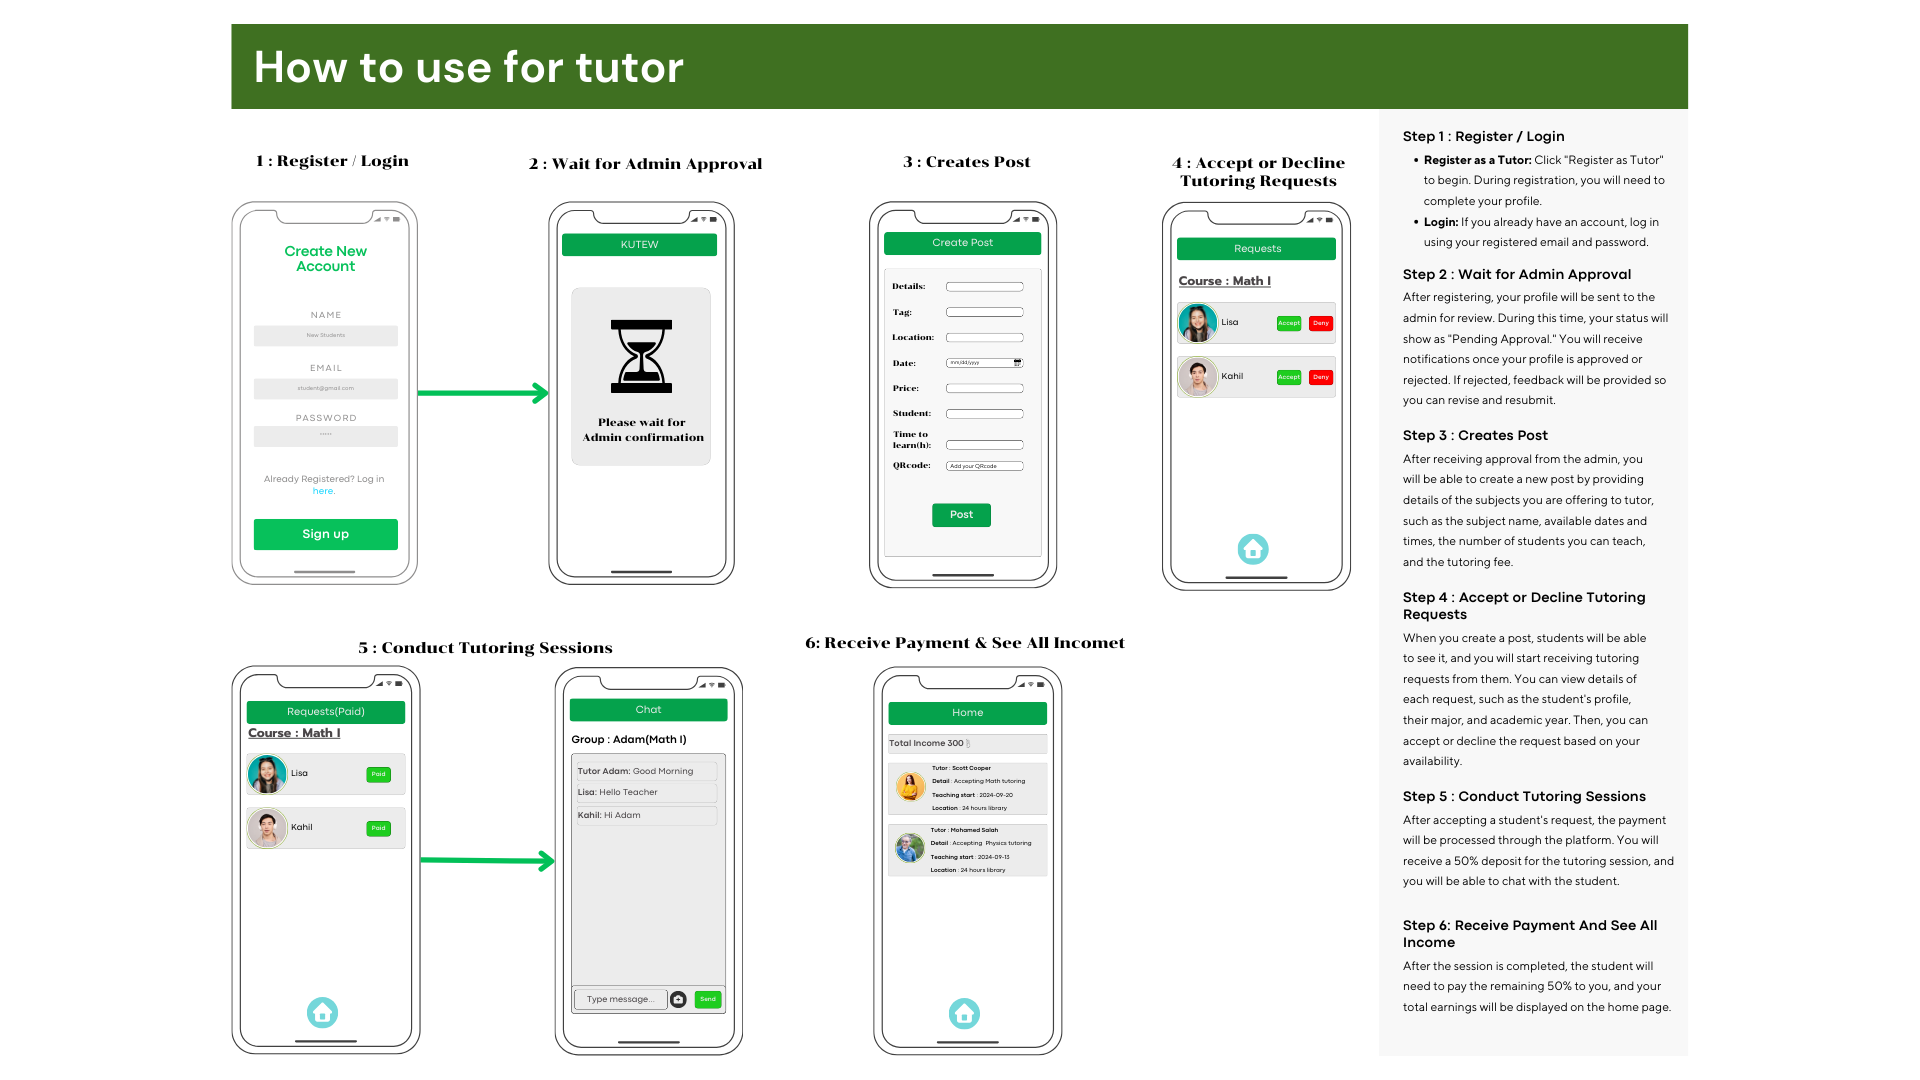 How to use for tutor
1 : Register / Login
Create New
Account
NAME
New Students
EMAIL
student@gmail.com
PASSWORD
*****
Already Registered? Log in
here.
Sign up
2 : Wait for Admin Approval
KUTEW
Please wait for
Admin confirmation
3 : Creates Post
Create Post
Details:
Tag:
Location:
Date: mm/dd/yyyy
Price:
Student:
Time to
learn(h):
QRcode: Add your QRcode
Post
4 : Accept or Decline
Tutoring Requests
Requests
Course : Math I
Lisa Accept Deny
Kahil Accept Deny
5 : Conduct Tutoring Sessions
Requests(Paid)
Course : Math I
Lisa Paid
Kahil Paid
Chat
Group : Adam(Math I)
Tutor Adam: Good Morning
Lisa: Hello Teacher
Kahil: Hi Adam
Type message... Send
6: Receive Payment & See All Incomet
Home
Total Income 300
Tutor : Scott Cooper
Detail : Accepting Math tutoring
Teaching start : 2024-09-20
Location : 24 hours library
Tutor : Mohamed Salah
Detail : Accepting Physics tutoring
Teaching start : 2024-09-13
Location : 24 hours library
Step 1 : Register / Login
• Register as a Tutor: Click "Register as Tutor"
to begin. During registration, you will need to
complete your profile.
• Login: If you already have an account, log in
using your registered email and password.
Step 2 : Wait for Admin Approval
After registering, your profile will be sent to the
admin for review. During this time, your status will
show as "Pending Approval." You will receive
notifications once your profile is approved or
rejected. If rejected, feedback will be provided so
you can revise and resubmit.
Step 3 : Creates Post
After receiving approval from the admin, you
will be able to create a new post by providing
details of the subjects you are offering to tutor,
such as the subject name, available dates and
times, the number of students you can teach,
and the tutoring fee.
Step 4 : Accept or Decline Tutoring
Requests
When you create a post, students will be able
to see it, and you will start receiving tutoring
requests from them. You can view details of
each request, such as the student's profile,
their major, and academic year. Then, you can
accept or decline the request based on your
availability.
Step 5 : Conduct Tutoring Sessions
After accepting a student's request, the payment
will be processed through the platform. You will
receive a 50% deposit for the tutoring session, and
you will be able to chat with the student.
Step 6: Receive Payment And See All
Income
After the session is completed, the student will
need to pay the remaining 50% to you, and your
total earnings will be displayed on the home page.